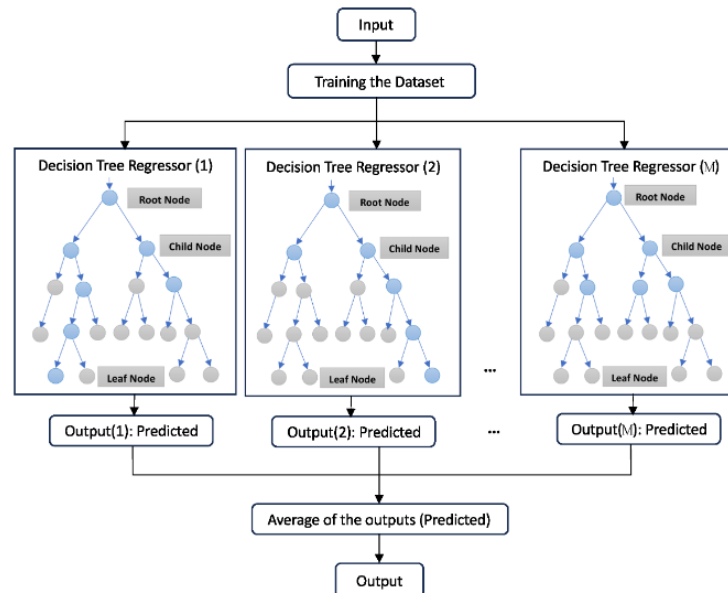 Input
Training the Dataset
Decision Tree Regressor (1)
Root Node
Child Node
Leaf Node
Decision Tree Regressor (2)
Root Node
Child Node
Leaf Node
...
Decision Tree Regressor (M)
Root Node
Child Node
Leaf Node
Output(1): Predicted
Output(2): Predicted
...
Output(M): Predicted
Average of the outputs (Predicted)
Output